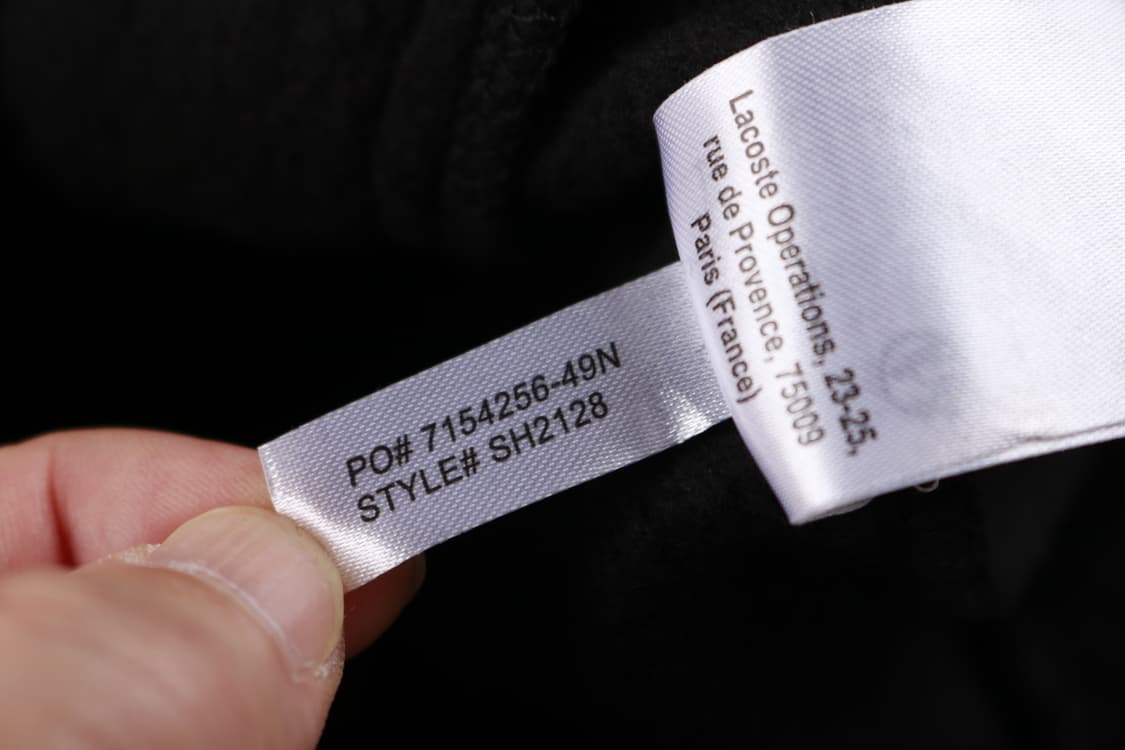 PO# 7154256-49N
STYLE# SH2128
Lacoste Operations, 23-25,
rue de Provence, 75009
Paris (France)